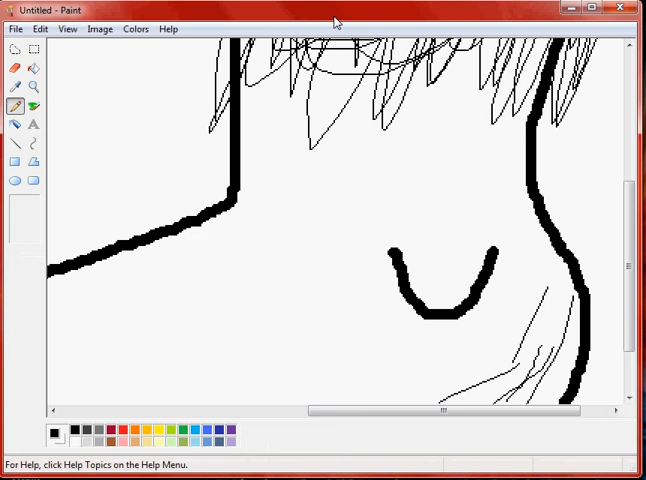 Untitled - Paint
File Edit View Image Colors Help
A
For Help, click Help Topics on the Help Menu.